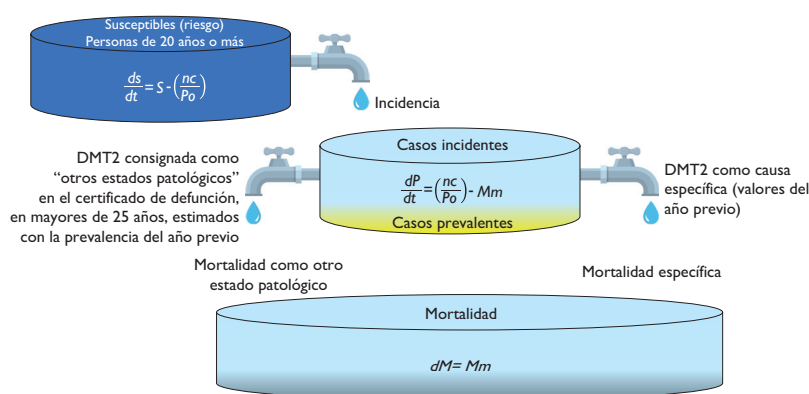 Susceptibles (riesgo)
Personas de 20 años o más
ds/dt = S - (nc/Po)
Incidencia
DMT2 consignada como
“otros estados patológicos”
en el certificado de defunción,
en mayores de 25 años, estimados
con la prevalencia del año previo
Casos incidentes
dP/dt = (nc/Po) - Mm
Casos prevalentes
DMT2 como causa
específica (valores del
año previo)
Mortalidad como otro
estado patológico
Mortalidad específica
Mortalidad
dM= Mm